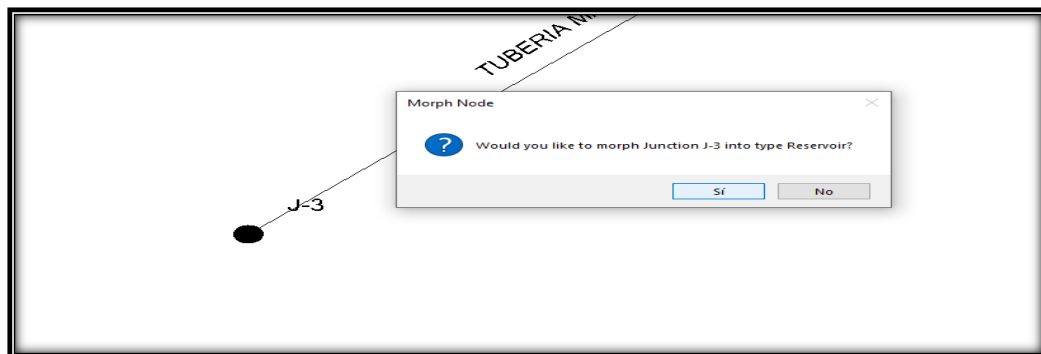 TUBERIA
Morph Node
Would you like to morph Junction J-3 into type Reservoir?
Sí
No
J-3